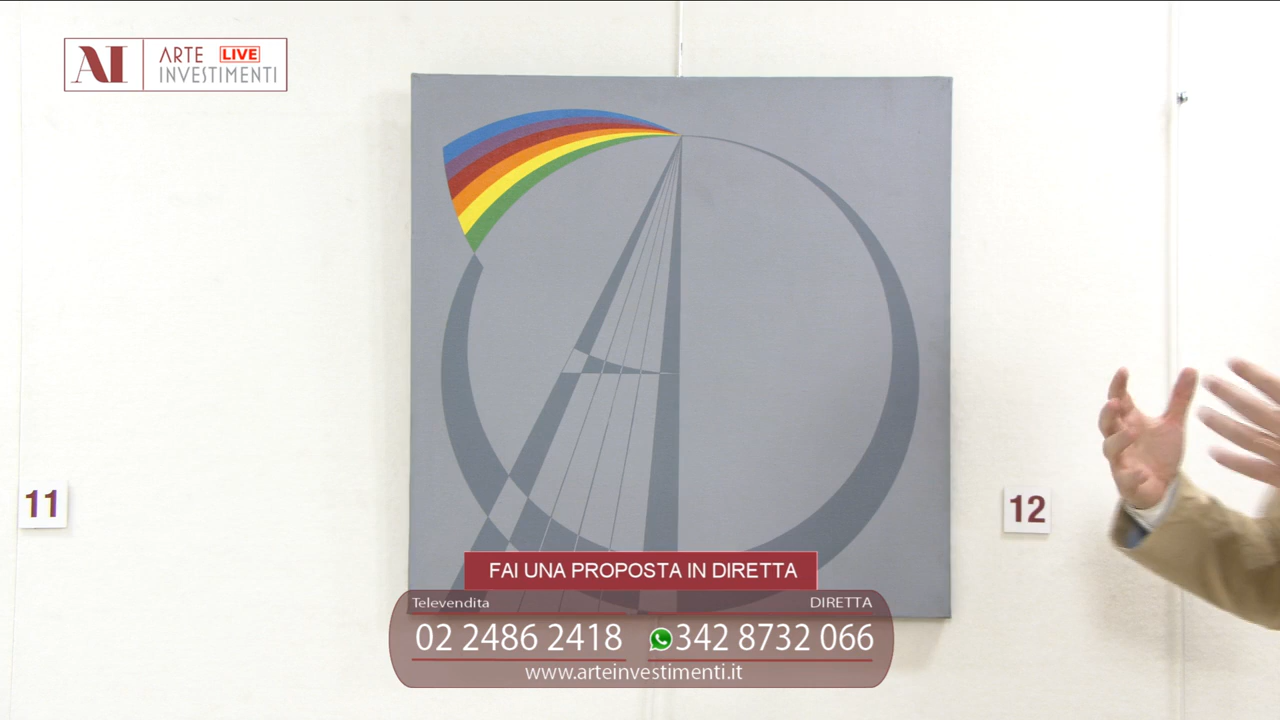 AI ARTE LIVE
INVESTIMENTI
11
12
FAI UNA PROPOSTA IN DIRETTA
Televendita DIRETTA
02 2486 2418 342 8732 066
www.arteinvestimenti.it